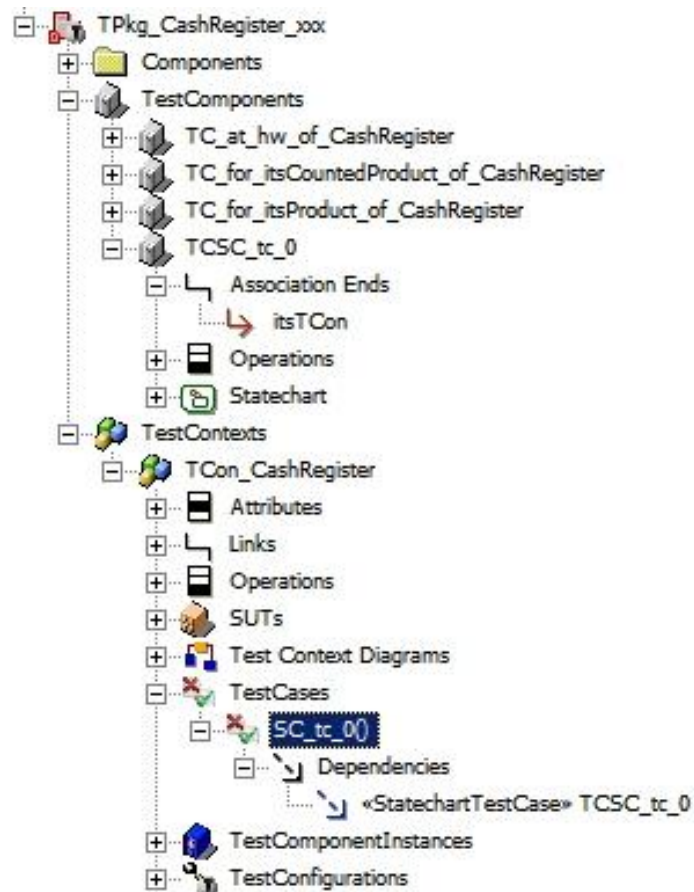 TPkg_CashRegister_xxx
Components
TestComponents
TC_at_hw_of_CashRegister
TC_for_itsCountedProduct_of_CashRegister
TC_for_itsProduct_of_CashRegister
TCSC_tc_0
Association Ends
itsTCon
Operations
Statechart
TestContexts
TCon_CashRegister
Attributes
Links
Operations
SUTs
Test Context Diagrams
TestCases
SC_tc_0()
Dependencies
«StatechartTestCase» TCSC_tc_0
TestComponentInstances
TestConfigurations